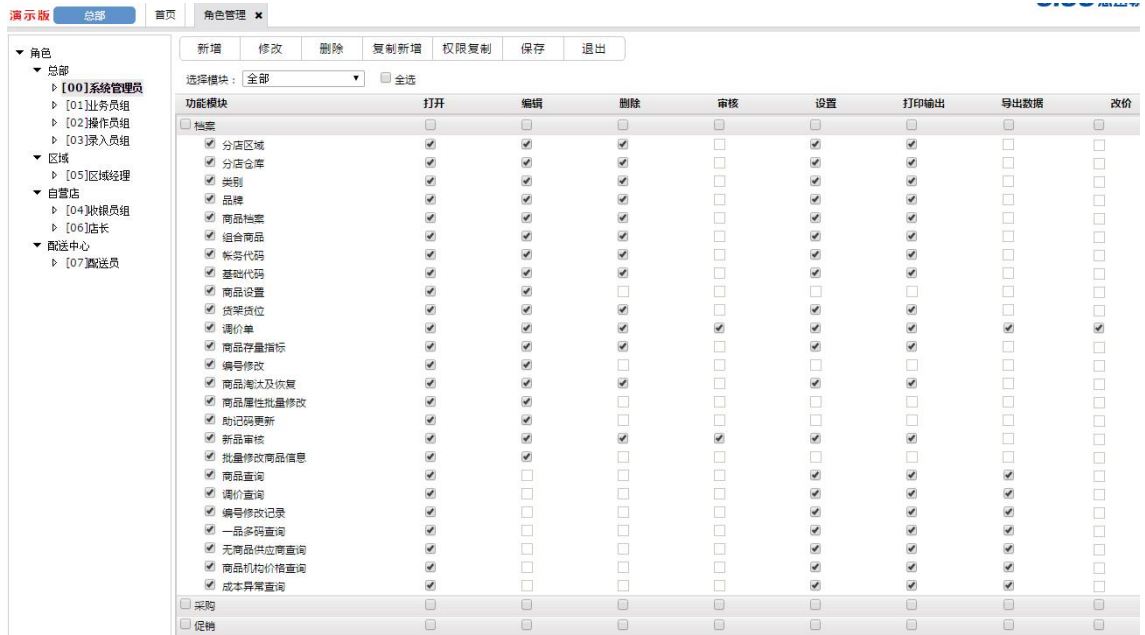 演示版 总部 首页 角色管理 ×
角色
总部
[00]系统管理员
[01]业务员组
[02]操作员组
[03]录入员组
区域
[05]区域经理
自营店
[04]收银员组
[06]店长
配送中心
[07]配送员
新增 修改 删除 复制新增 权限复制 保存 退出
选择模块: 全部 全选
功能模块 打开 编辑 删除 审核 设置 打印输出 导出数据 改价
档案
分店区域
分店仓库
类别
品牌
商品档案
组合商品
帐务代码
基础代码
商品设置
货架货位
调价单
商品存量指标
编号修改
商品淘汰及恢复
商品属性批量修改
助记码更新
新品审核
批量修改商品信息
商品查询
调价查询
编号修改记录
一品多码查询
无商品供应商查询
商品机构价格查询
成本异常查询
采购
促销